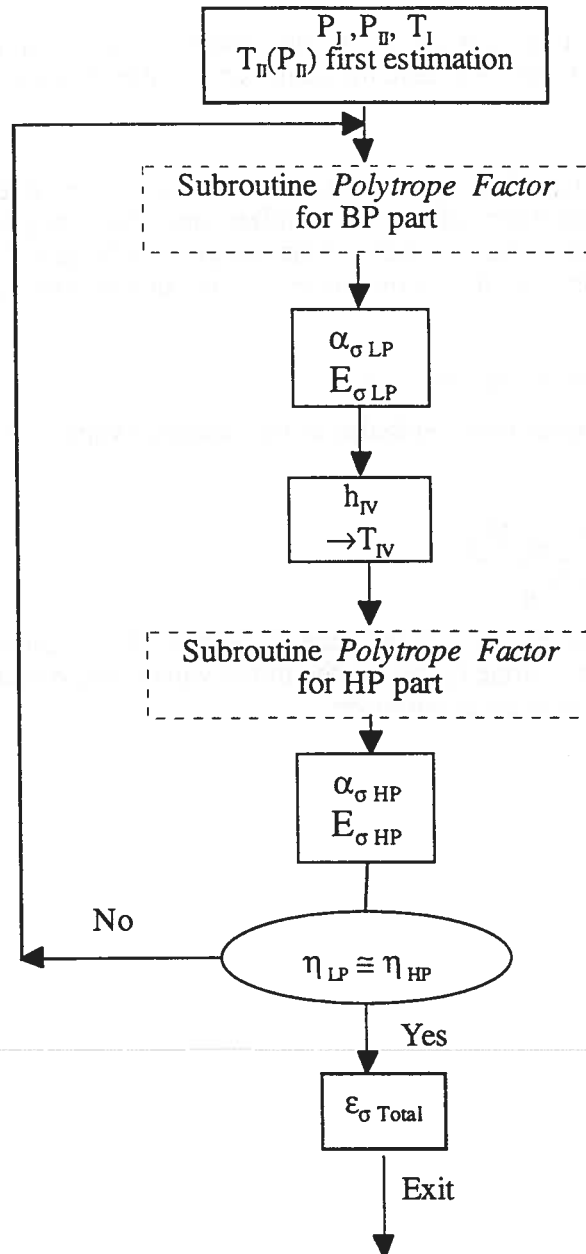 P_I ,P_II, T_I
T_II(P_II) first estimation
Subroutine Polytrope Factor
for BP part
α_σ LP
E_σ LP
h_IV
→T_IV
Subroutine Polytrope Factor
for HP part
α_σ HP
E_σ HP
No
η_LP ≅ η_HP
Yes
ε_σ Total
Exit